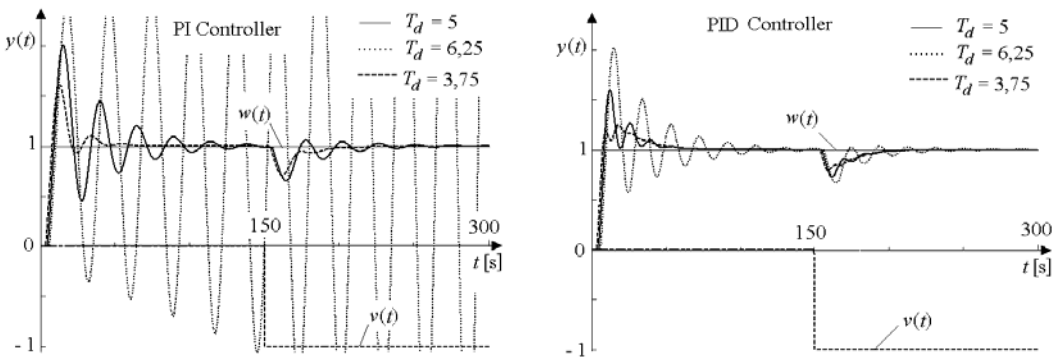 PI Controller
y(t)
T_d = 5
T_d = 6,25
T_d = 3,75
w(t)
1
0
150
300
t [s]
v(t)
- 1
PID Controller
y(t)
T_d = 5
T_d = 6,25
T_d = 3,75
w(t)
1
0
150
300
t [s]
v(t)
- 1